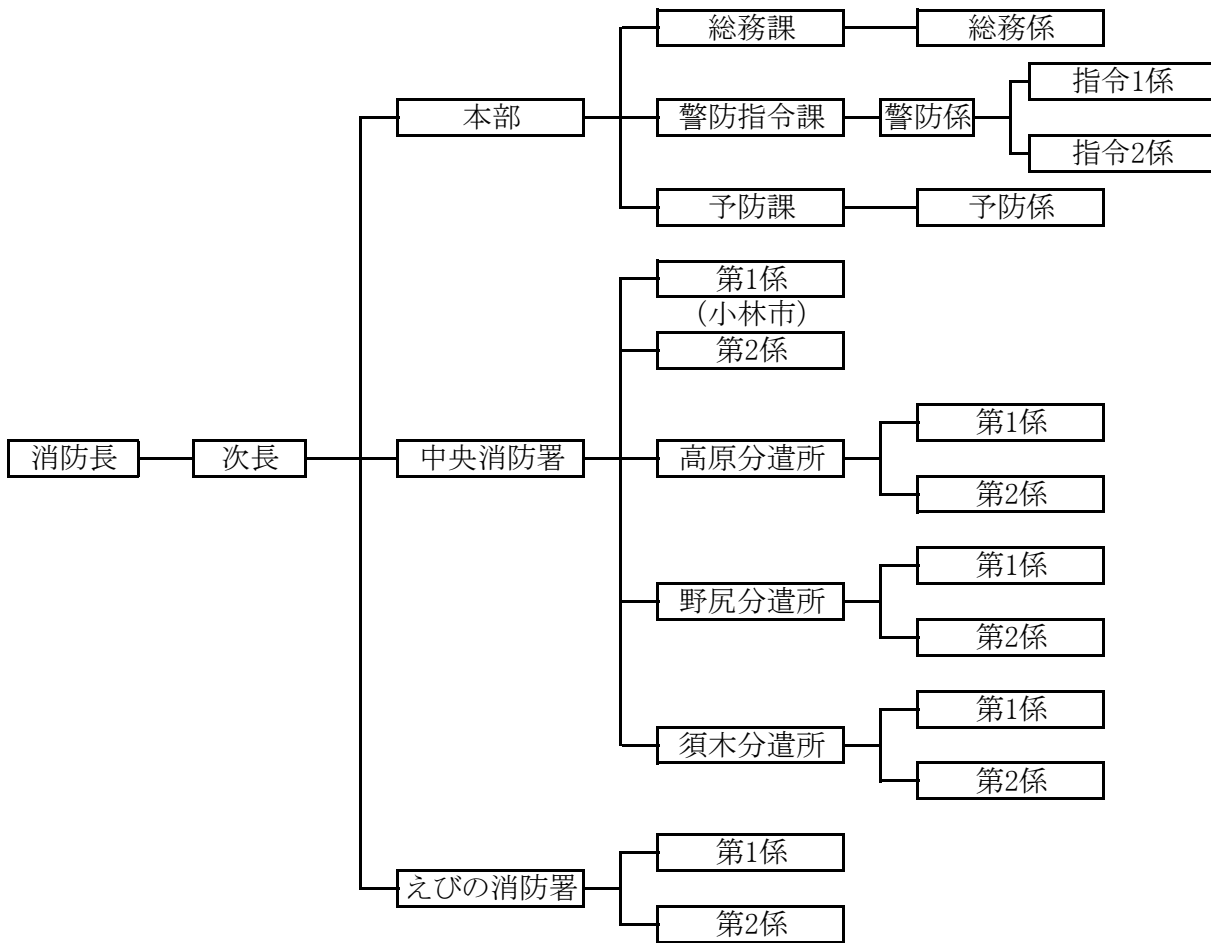 総務課
総務係
指令1係
本部
警防指令課
警防係
指令2係
予防課
予防係
第1係
(小林市)
第2係
第1係
消防長
次長
中央消防署
高原分遣所
第2係
第1係
野尻分遣所
第2係
第1係
須木分遣所
第2係
第1係
えびの消防署
第2係